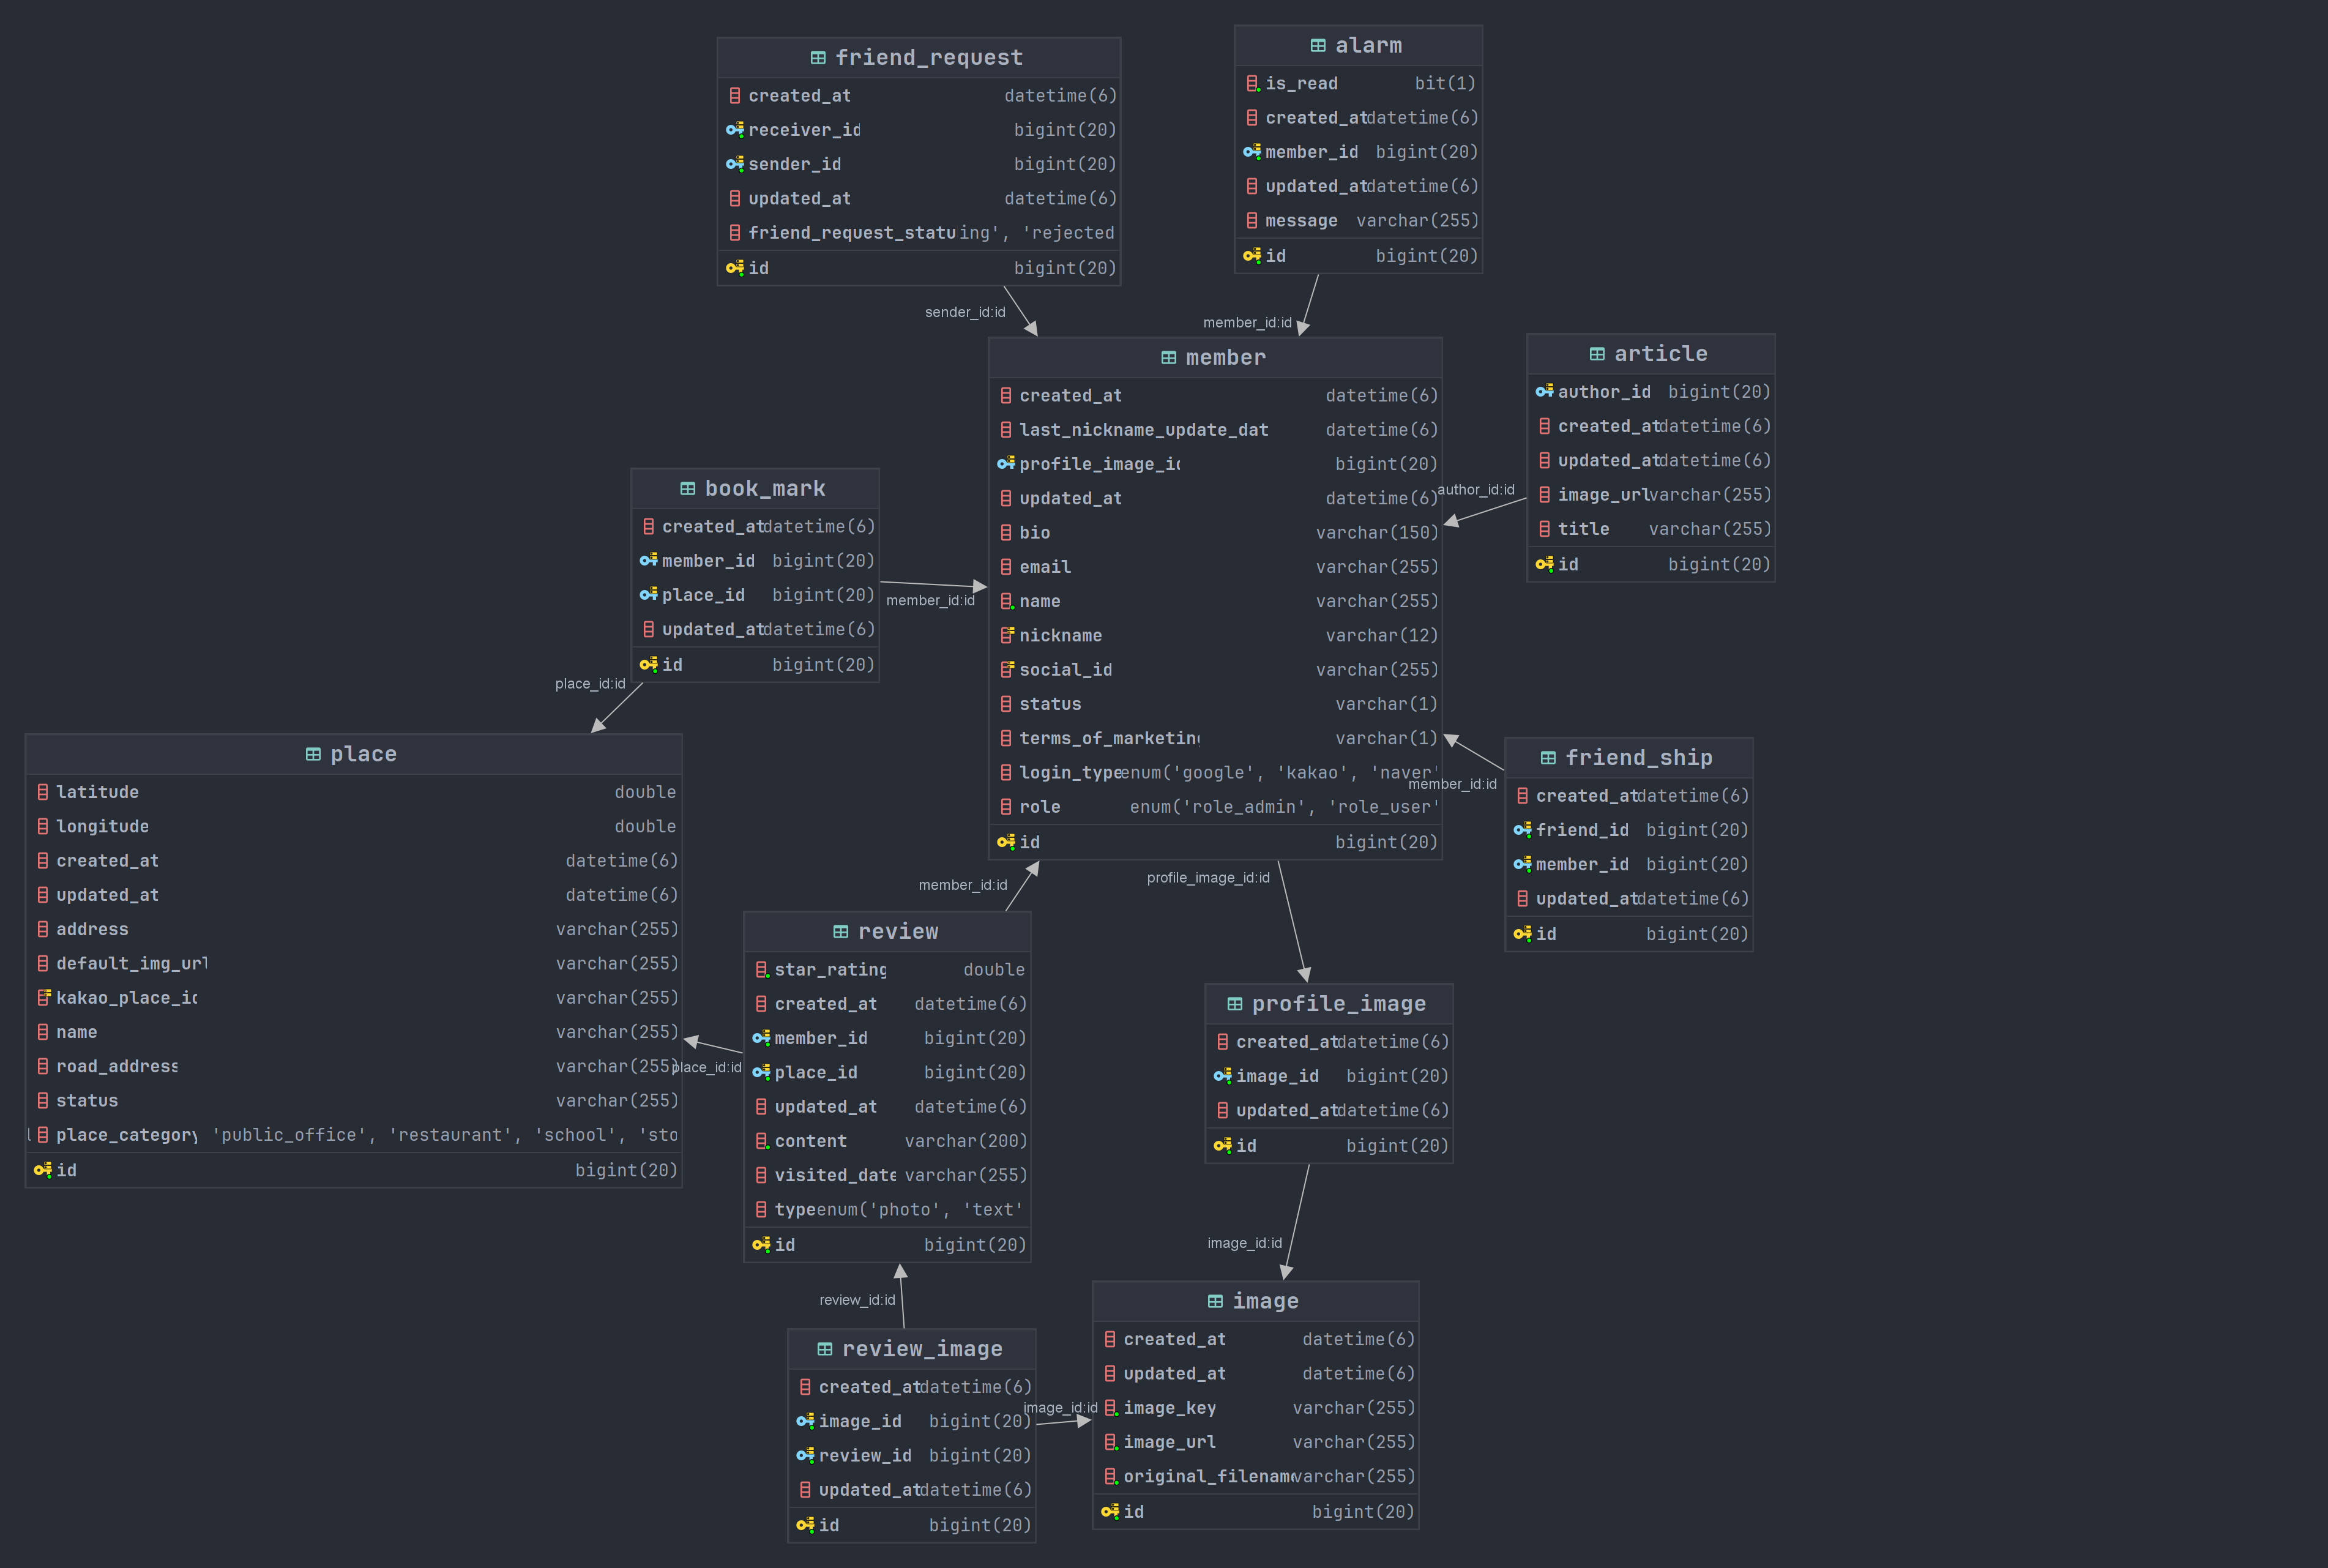 friend_request
created_at datetime(6)
receiver_id bigint(20)
sender_id bigint(20)
updated_at datetime(6)
friend_request_statu ing', 'rejected
id bigint(20)
alarm
is_read bit(1)
created_at datetime(6)
member_id bigint(20)
updated_at datetime(6)
message varchar(255)
id bigint(20)
sender_id:id
member_id:id
member
created_at datetime(6)
last_nickname_update_dat datetime(6)
profile_image_id bigint(20)
updated_at datetime(6)
bio varchar(150)
email varchar(255)
name varchar(255)
nickname varchar(12)
social_id varchar(255)
status varchar(1)
terms_of_marketing varchar(1)
login_type enum('google', 'kakao', 'naver'
role enum('role_admin', 'role_user'
id bigint(20)
article
author_id bigint(20)
created_at datetime(6)
updated_at datetime(6)
image_url varchar(255)
title varchar(255)
id bigint(20)
author_id:id
book_mark
created_at datetime(6)
member_id bigint(20)
place_id bigint(20)
updated_at datetime(6)
id bigint(20)
member_id:id
place_id:id
place
latitude double
longitude double
created_at datetime(6)
updated_at datetime(6)
address varchar(255)
default_img_url varchar(255)
kakao_place_id varchar(255)
name varchar(255)
road_address varchar(255)
status varchar(255)
place_category 'public_office', 'restaurant', 'school', 'sto
id bigint(20)
friend_ship
created_at datetime(6)
friend_id bigint(20)
member_id bigint(20)
updated_at datetime(6)
id bigint(20)
member_id:id
member_id:id
profile_image_id:id
review
star_rating double
created_at datetime(6)
member_id bigint(20)
place_id bigint(20)
updated_at datetime(6)
content varchar(200)
visited_date varchar(255)
type enum('photo', 'text'
id bigint(20)
place_id:id
profile_image
created_at datetime(6)
image_id bigint(20)
updated_at datetime(6)
id bigint(20)
image_id:id
review_id:id
image
created_at datetime(6)
updated_at datetime(6)
image_key varchar(255)
image_url varchar(255)
original_filename varchar(255)
id bigint(20)
review_image
created_at datetime(6)
image_id bigint(20)
review_id bigint(20)
updated_at datetime(6)
id bigint(20)
image_id:id